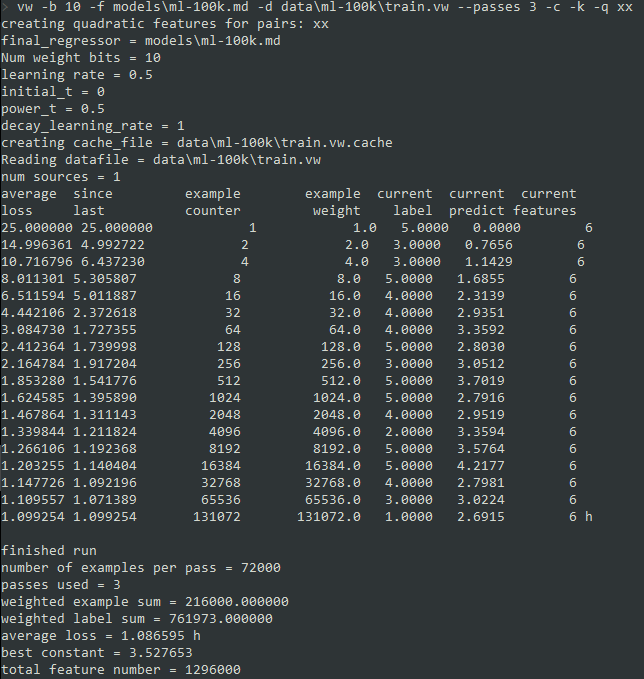 > vw -b 10 -f models\ml-100k.md -d data\ml-100k\train.vw --passes 3 -c -k -q xx
creating quadratic features for pairs: xx
final_regressor = models\ml-100k.md
Num weight bits = 10
learning rate = 0.5
initial_t = 0
power_t = 0.5
decay_learning_rate = 1
creating cache_file = data\ml-100k\train.vw.cache
Reading datafile = data\ml-100k\train.vw
num sources = 1
average since example example current current current
loss last counter weight label predict features
25.000000 25.000000 1 1.0 5.0000 0.0000 6
14.996361 4.992722 2 2.0 3.0000 0.7656 6
10.716796 6.437230 4 4.0 3.0000 1.1429 6
8.011301 5.305807 8 8.0 5.0000 1.6855 6
6.511594 5.011887 16 16.0 4.0000 2.3139 6
4.442106 2.372618 32 32.0 4.0000 2.9351 6
3.084730 1.727355 64 64.0 4.0000 3.3592 6
2.412364 1.739998 128 128.0 5.0000 2.8030 6
2.164784 1.917204 256 256.0 3.0000 3.0512 6
1.853280 1.541776 512 512.0 5.0000 3.7019 6
1.624585 1.395890 1024 1024.0 5.0000 2.7916 6
1.467864 1.311143 2048 2048.0 4.0000 2.9519 6
1.339844 1.211824 4096 4096.0 2.0000 3.3594 6
1.266106 1.192368 8192 8192.0 5.0000 3.5764 6
1.203255 1.140404 16384 16384.0 5.0000 4.2177 6
1.147726 1.092196 32768 32768.0 4.0000 2.7981 6
1.109557 1.071389 65536 65536.0 3.0000 3.0224 6
1.099254 1.099254 131072 131072.0 1.0000 2.6915 6 h
finished run
number of examples per pass = 72000
passes used = 3
weighted example sum = 216000.000000
weighted label sum = 761973.000000
average loss = 1.086595 h
best constant = 3.527653
total feature number = 1296000